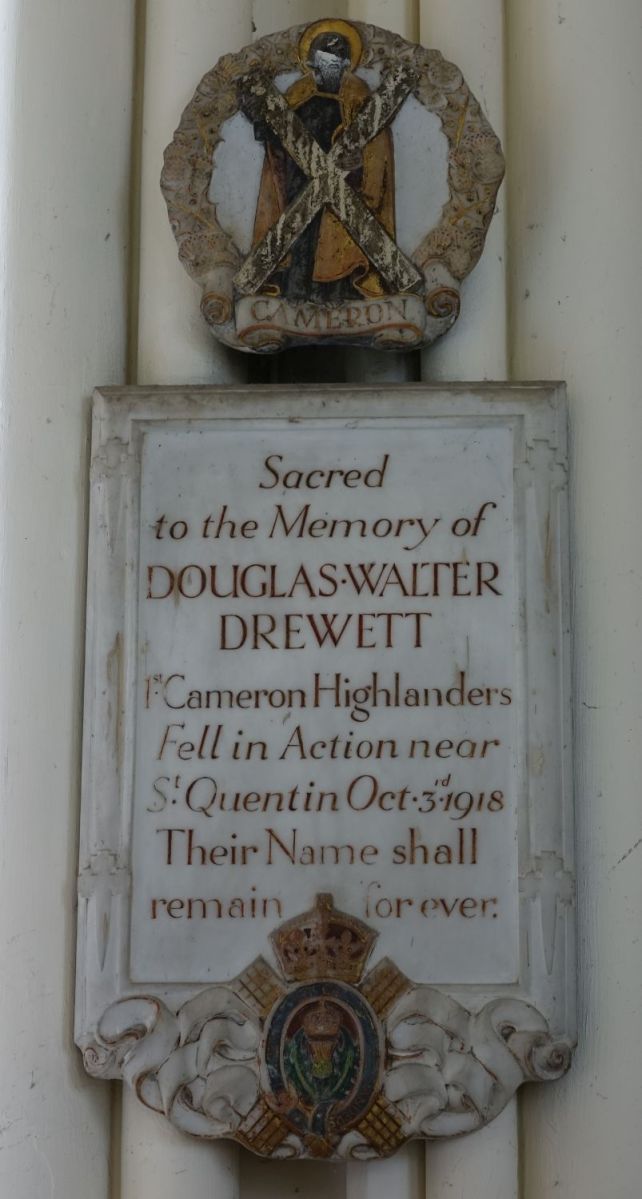 CAMERON
Sacred
to the Memory of
DOUGLAS·WALTER
DREWETT
1st Cameron Highlanders
Fell in Action near
St. Quentin Oct. 3rd 1918
Their Name shall
remain for ever.